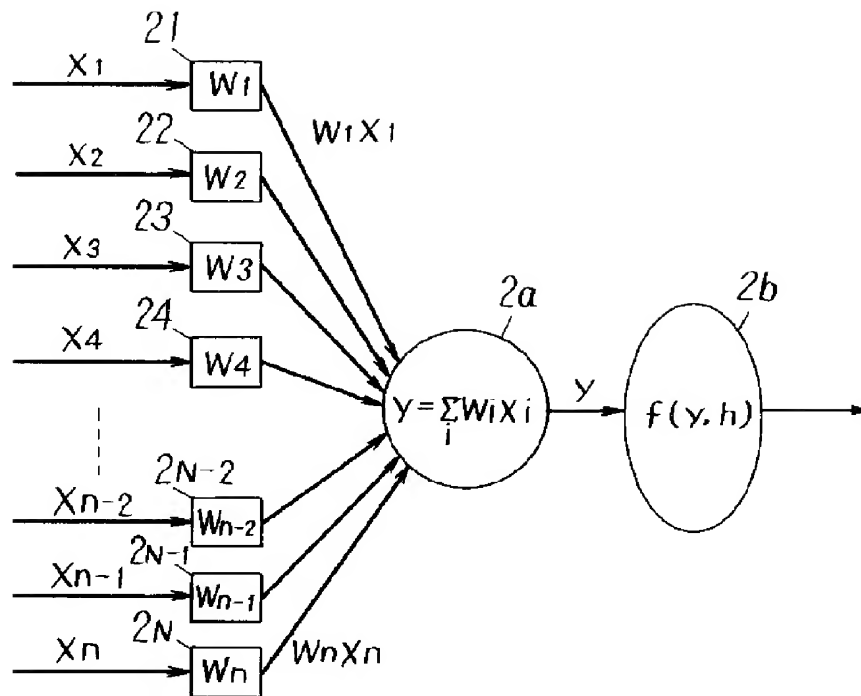 21
X1
W1
W1X1
22
X2
W2
23
X3
W3
24
X4
W4
2a
Y=ΣWiXi
i
Y
2b
f(Y,h)
2N-2
Xn-2
Wn-2
2N-1
Xn-1
Wn-1
2N
Xn
Wn
WnXn